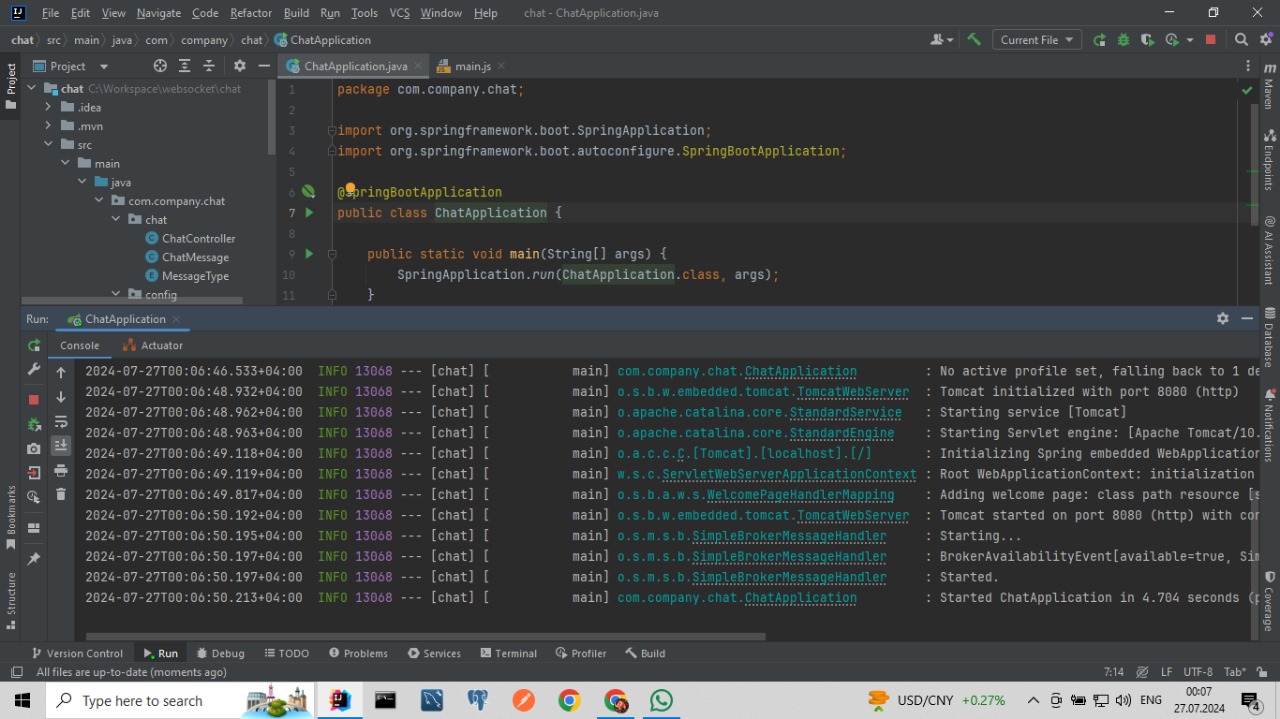 File Edit View Navigate Code Refactor Build Run Tools VCS Window Help chat - ChatApplication.java
chat src main java com company chat ChatApplication
Current File
Project
ChatApplication.java
main.js
Project
chat C:\Workspace\websocket\chat
.idea
.mvn
src
main
java
com.company.chat
chat
ChatController
ChatMessage
MessageType
config
1 package com.company.chat;
2
3 import org.springframework.boot.SpringApplication;
4 import org.springframework.boot.autoconfigure.SpringBootApplication;
5
6 @SpringBootApplication
7 public class ChatApplication {
8
9 public static void main(String[] args) {
10 SpringApplication.run(ChatApplication.class, args);
11 }
Maven
Endpoints
AI Assistant
Database
Notifications
Coverage
Run: ChatApplication
Console Actuator
2024-07-27T00:06:46.533+04:00 INFO 13068 --- [chat] [ main] com.company.chat.ChatApplication : No active profile set, falling back to 1 de
2024-07-27T00:06:48.932+04:00 INFO 13068 --- [chat] [ main] o.s.b.w.embedded.tomcat.TomcatWebServer : Tomcat initialized with port 8080 (http)
2024-07-27T00:06:48.962+04:00 INFO 13068 --- [chat] [ main] o.apache.catalina.core.StandardService : Starting service [Tomcat]
2024-07-27T00:06:48.963+04:00 INFO 13068 --- [chat] [ main] o.apache.catalina.core.StandardEngine : Starting Servlet engine: [Apache Tomcat/10.
2024-07-27T00:06:49.118+04:00 INFO 13068 --- [chat] [ main] o.a.c.c.C.[Tomcat].[localhost].[/] : Initializing Spring embedded WebApplication
2024-07-27T00:06:49.119+04:00 INFO 13068 --- [chat] [ main] w.s.c.ServletWebServerApplicationContext : Root WebApplicationContext: initialization
2024-07-27T00:06:49.817+04:00 INFO 13068 --- [chat] [ main] o.s.b.a.w.s.WelcomePageHandlerMapping : Adding welcome page: class path resource [s
2024-07-27T00:06:50.192+04:00 INFO 13068 --- [chat] [ main] o.s.b.w.embedded.tomcat.TomcatWebServer : Tomcat started on port 8080 (http) with con
2024-07-27T00:06:50.195+04:00 INFO 13068 --- [chat] [ main] o.s.m.s.b.SimpleBrokerMessageHandler : Starting...
2024-07-27T00:06:50.197+04:00 INFO 13068 --- [chat] [ main] o.s.m.s.b.SimpleBrokerMessageHandler : BrokerAvailabilityEvent[available=true, Sim
2024-07-27T00:06:50.197+04:00 INFO 13068 --- [chat] [ main] o.s.m.s.b.SimpleBrokerMessageHandler : Started.
2024-07-27T00:06:50.213+04:00 INFO 13068 --- [chat] [ main] com.company.chat.ChatApplication : Started ChatApplication in 4.704 seconds (p
Bookmarks
Structure
Version Control Run Debug TODO Problems Services Terminal Profiler Build
All files are up-to-date (moments ago) 7:14 LF UTF-8 Tab*
Type here to search
USD/CNY +0.27%
ENG
00:07
27.07.2024
4